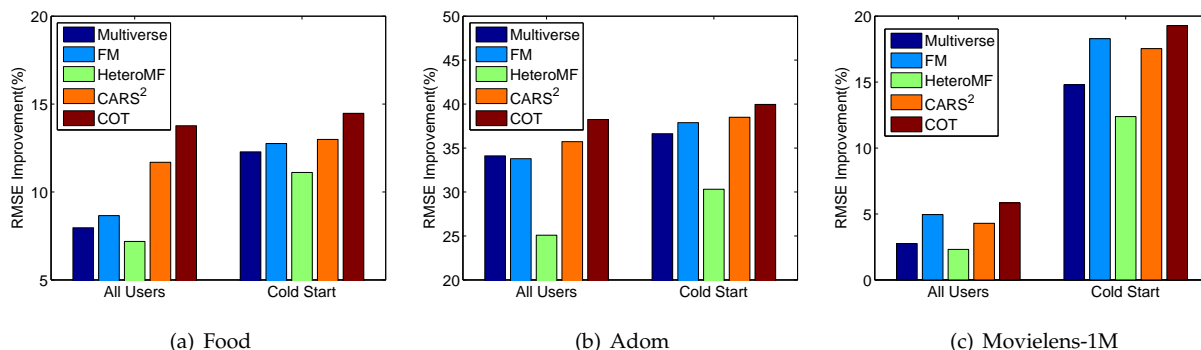 20
15
10
5
RMSE Improvement(%)
Multiverse
FM
HeteroMF
CARS²
COT
All Users
Cold Start
(a) Food
50
45
40
35
30
25
20
RMSE Improvement(%)
Multiverse
FM
HeteroMF
CARS²
COT
All Users
Cold Start
(b) Adom
20
15
10
5
0
RMSE Improvement(%)
Multiverse
FM
HeteroMF
CARS²
COT
All Users
Cold Start
(c) Movielens-1M